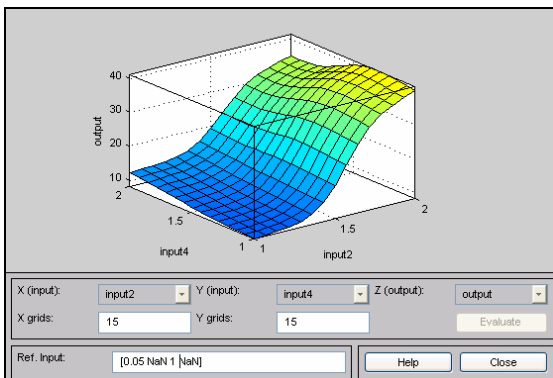 40
30
20
10
output
2
1.5
1
input4
1
1.5
2
input2
X (input): input2 Y (input): input4 Z (output): output
X grids: 15 Y grids: 15 Evaluate
Ref. Input: [0.05 NaN 1 NaN] Help Close